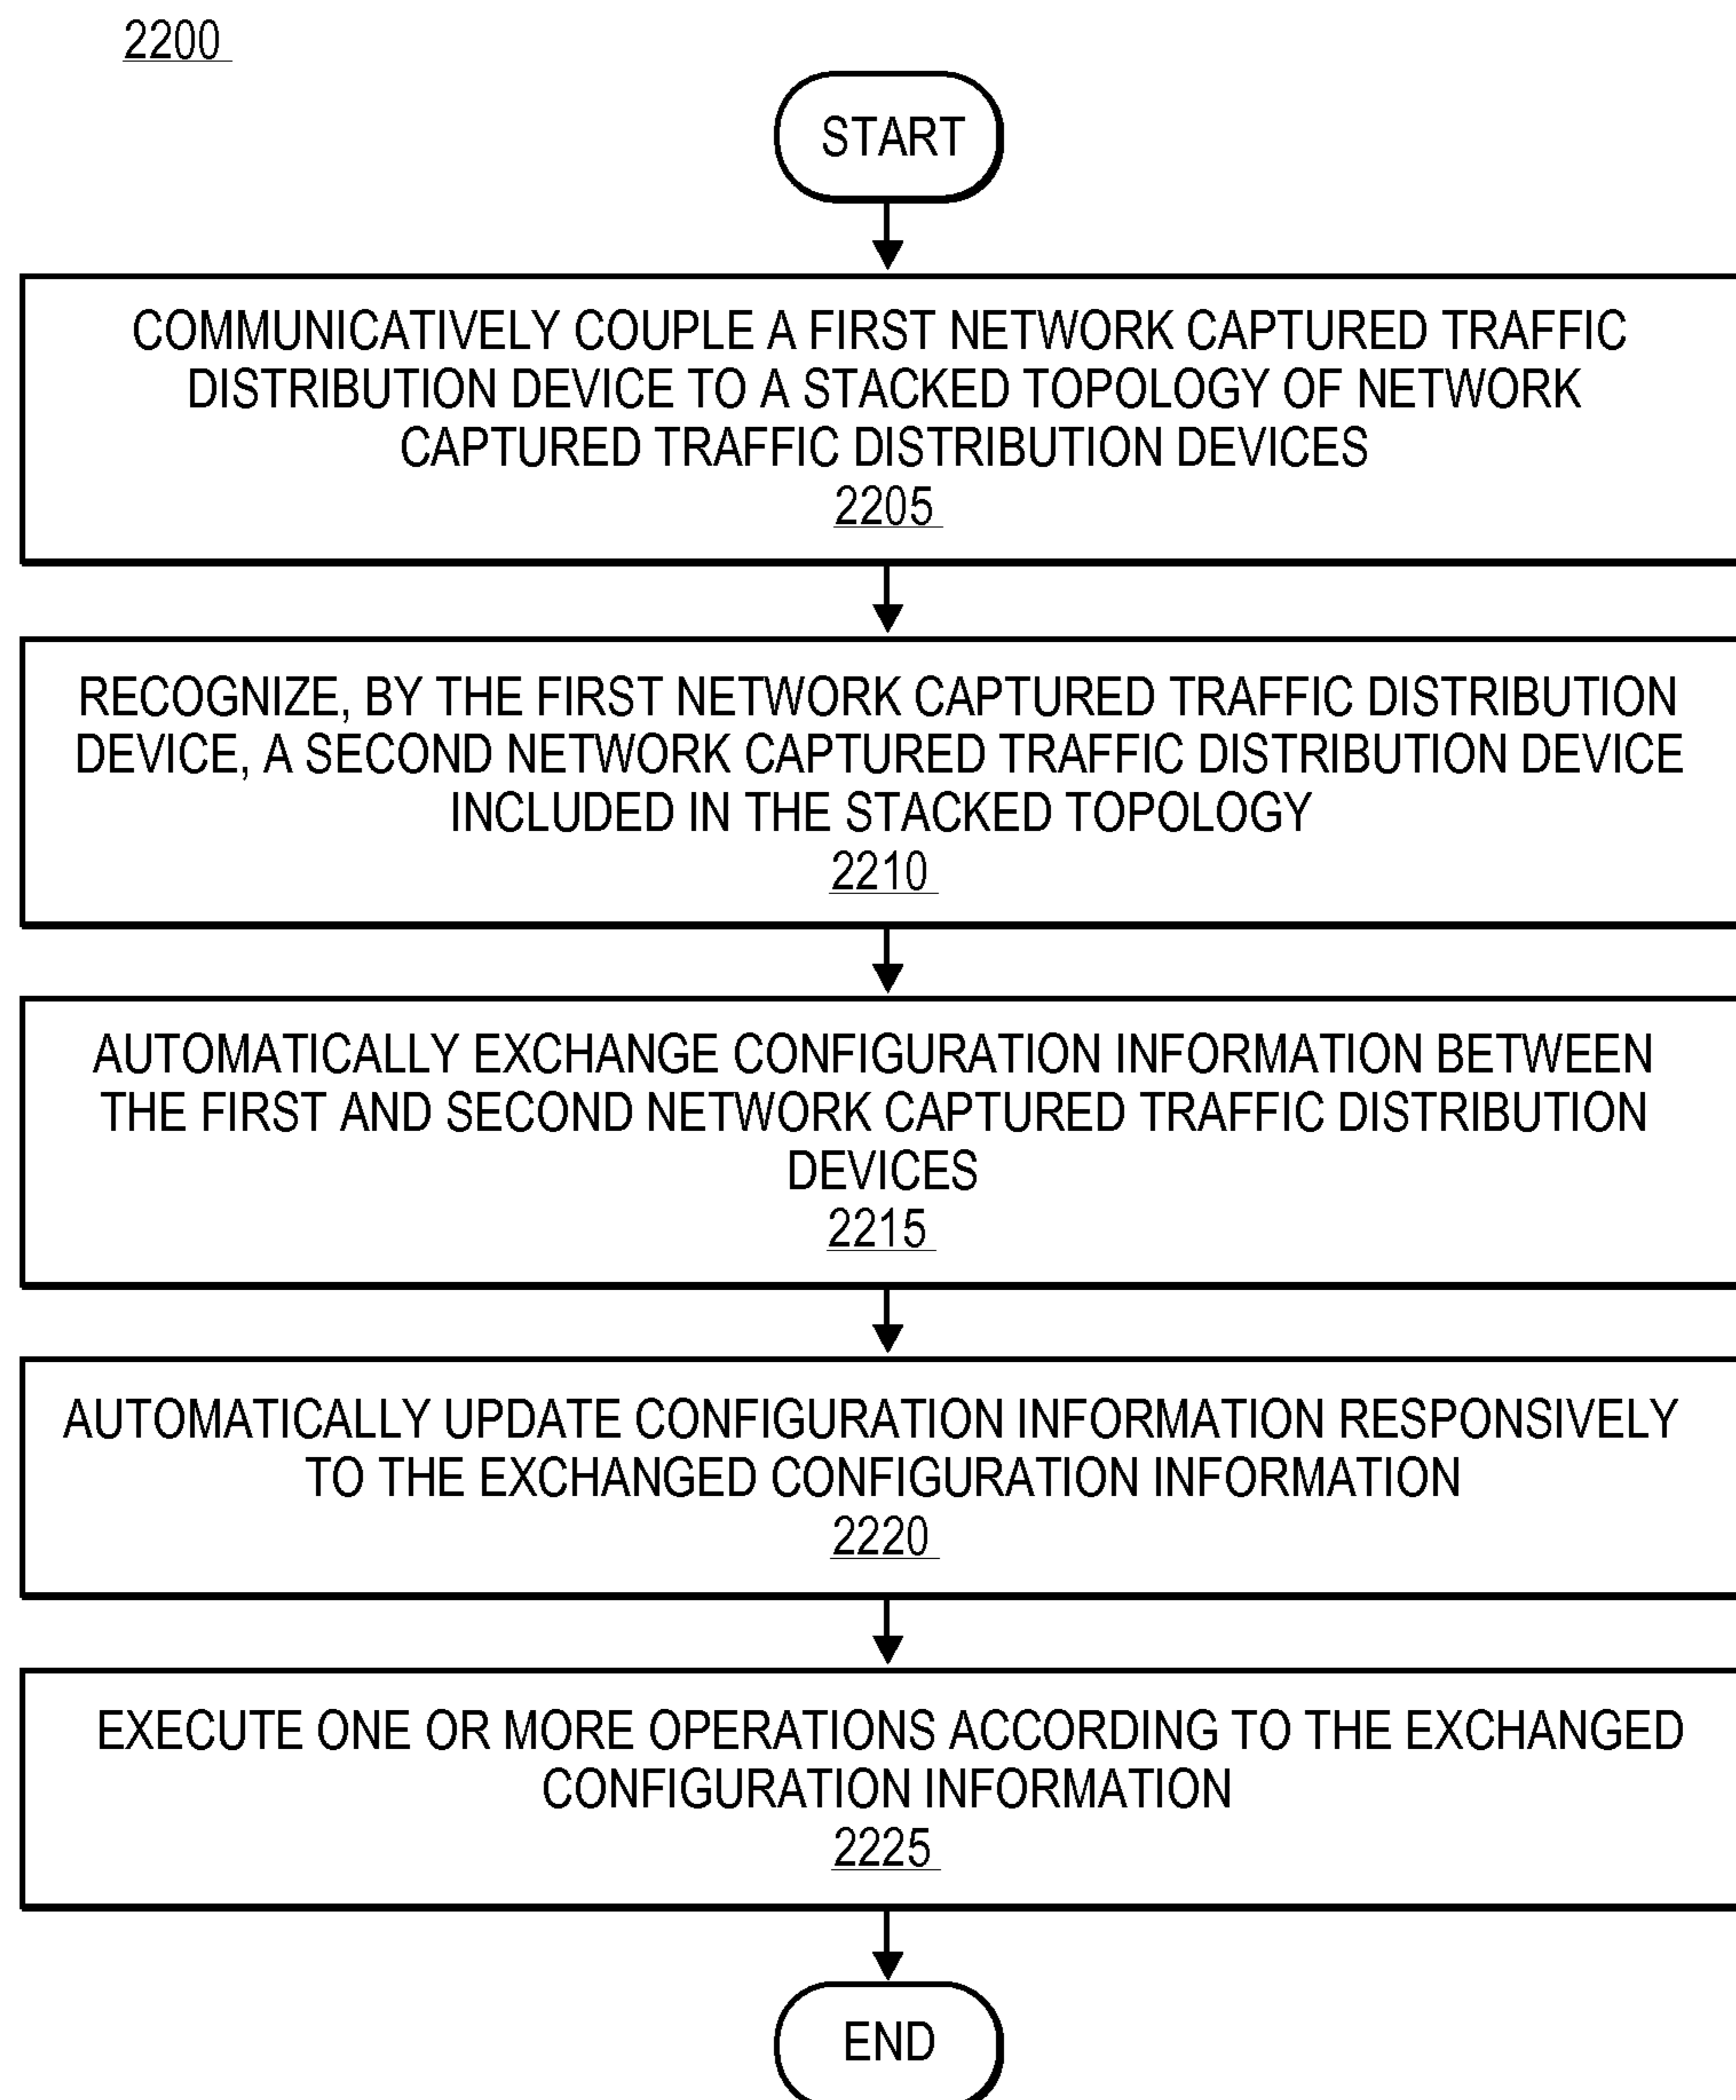 2200
START
COMMUNICATIVELY COUPLE A FIRST NETWORK CAPTURED TRAFFIC
DISTRIBUTION DEVICE TO A STACKED TOPOLOGY OF NETWORK
CAPTURED TRAFFIC DISTRIBUTION DEVICES
2205
RECOGNIZE, BY THE FIRST NETWORK CAPTURED TRAFFIC DISTRIBUTION
DEVICE, A SECOND NETWORK CAPTURED TRAFFIC DISTRIBUTION DEVICE
INCLUDED IN THE STACKED TOPOLOGY
2210
AUTOMATICALLY EXCHANGE CONFIGURATION INFORMATION BETWEEN
THE FIRST AND SECOND NETWORK CAPTURED TRAFFIC DISTRIBUTION
DEVICES
2215
AUTOMATICALLY UPDATE CONFIGURATION INFORMATION RESPONSIVELY
TO THE EXCHANGED CONFIGURATION INFORMATION
2220
EXECUTE ONE OR MORE OPERATIONS ACCORDING TO THE EXCHANGED
CONFIGURATION INFORMATION
2225
END